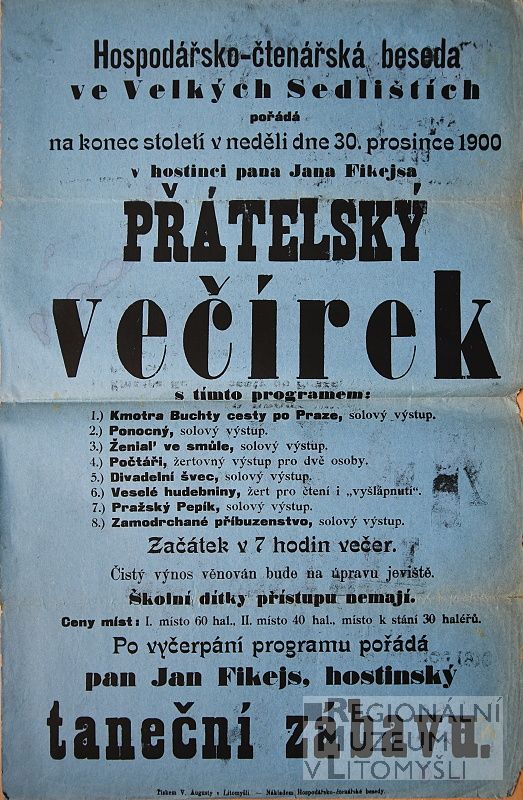 Hospodářsko-čtenářská beseda
ve Velkých Sedlištích
pořádá
na konec století v neděli dne 30. prosince 1900
v hostinci pana Jana Fikejsa
PŘÁTELSKÝ
večírek
s tímto programem:
1.) Kmotra Buchty cesty po Praze, solový výstup.
2.) Ponocný, solový výstup.
3.) Ženial' ve smůle, solový výstup.
4.) Počtáři, žertovný výstup pro dvě osoby.
5.) Divadelní švec, solový výstup.
6.) Veselé hudebniny, žert pro čtení i „vyšlápnutí“.
7.) Pražský Pepík, solový výstup.
8.) Zamodrchané příbuzenstvo, solový výstup.
Začátek v 7 hodin večer.
Čistý výnos věnován bude na úpravu jeviště.
Školní dítky přístupu nemají.
Ceny míst: I. místo 60 hal., II. místo 40 hal., místo k stání 30 haléřů.
Po vyčerpání programu pořádá
pan Jan Fikejs, hostinský
taneční zábavu.
REGIONÁLNÍ
MUZEUM
V LITOMYŠLI
Tiskem V. Augusty v Litomyšli. — Nákladem Hospodářsko-čtenářské besedy.